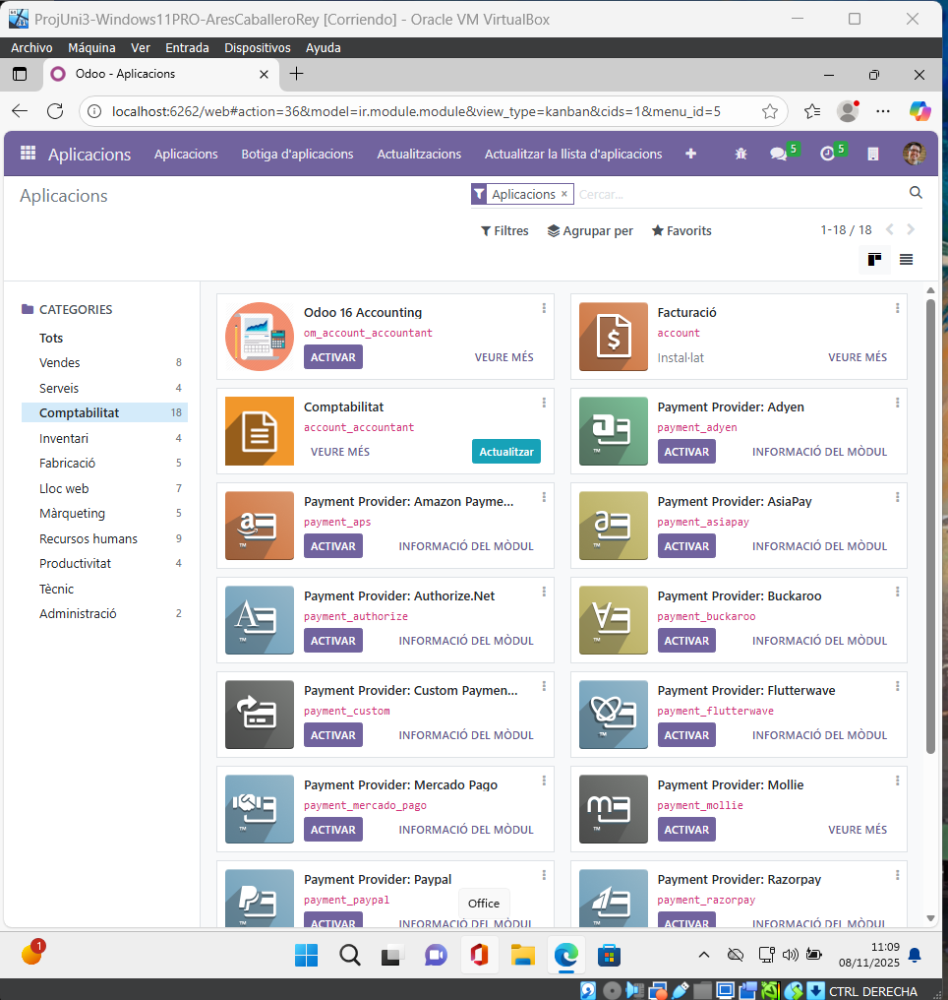 ProjUni3-Windows11PRO-AresCaballeroRey [Corriendo] - Oracle VM VirtualBox
Archivo Máquina Ver Entrada Dispositivos Ayuda
Odoo - Aplicacions
localhost:6262/web#action=36&model=ir.module.module&view_type=kanban&cids=1&menu_id=5
Aplicacions Aplicacions Botiga d'aplicacions Actualitzacions Actualitzar la llista d'aplicacions 5 5
Aplicacions
Aplicacions × Cercar...
Filtres Agrupar per Favorits 1-18 / 18
CATEGORIES
Tots
Vendes 8
Serveis 4
Comptabilitat 18
Inventari 4
Fabricació 5
Lloc web 7
Màrqueting 5
Recursos humans 9
Productivitat 4
Tècnic
Administració 2
Odoo 16 Accounting
om_account_accountant
ACTIVAR VEURE MÉS
Facturació
account
Instal·lat VEURE MÉS
Comptabilitat
account_accountant
VEURE MÉS Actualitzar
Payment Provider: Adyen
payment_adyen
ACTIVAR INFORMACIÓ DEL MÒDUL
Payment Provider: Amazon Payme...
payment_aps
ACTIVAR INFORMACIÓ DEL MÒDUL
Payment Provider: AsiaPay
payment_asiapay
ACTIVAR INFORMACIÓ DEL MÒDUL
Payment Provider: Authorize.Net
payment_authorize
ACTIVAR INFORMACIÓ DEL MÒDUL
Payment Provider: Buckaroo
payment_buckaroo
ACTIVAR INFORMACIÓ DEL MÒDUL
Payment Provider: Custom Paymen...
payment_custom
ACTIVAR INFORMACIÓ DEL MÒDUL
Payment Provider: Flutterwave
payment_flutterwave
ACTIVAR INFORMACIÓ DEL MÒDUL
Payment Provider: Mercado Pago
payment_mercado_pago
ACTIVAR INFORMACIÓ DEL MÒDUL
Payment Provider: Mollie
payment_mollie
ACTIVAR VEURE MÉS
Payment Provider: Paypal
payment_paypal
ACTIVAR INFORMACIÓ DEL MÒDUL
Payment Provider: Razorpay
payment_razorpay
ACTIVAR INFORMACIÓ DEL MÒDUL
Office
1
11:09
08/11/2025
CTRL DERECHA